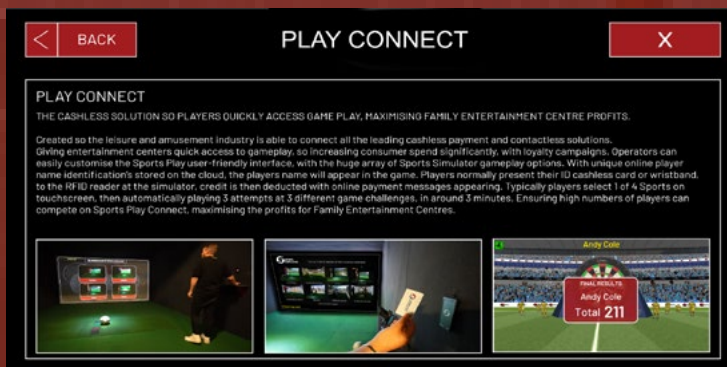 < BACK
PLAY CONNECT
X
PLAY CONNECT
THE CASHLESS SOLUTION SO PLAYERS QUICKLY ACCESS GAME PLAY, MAXIMISING FAMILY ENTERTAINMENT CENTRE PROFITS.
Created so the leisure and amusement industry is able to connect all the leading cashless payment and contactless solutions.
Giving entertainment centers quick access to gameplay, so increasing consumer spend significantly, with loyalty campaigns. Operators can
easily customise the Sports Play user-friendly interface, with the huge array of Sports Simulator gameplay options. With unique online player
name identification's stored on the cloud, the players name will appear in the game. Players normally present their ID cashless card or wristband,
to the RFID reader at the simulator, credit is then deducted with online payment messages appearing. Typically players select 1 of 4 Sports on
touchscreen, then automatically playing 3 attempts at 3 different game challenges, in around 3 minutes. Ensuring high numbers of players can
compete on Sports Play Connect, maximising the profits for Family Entertainment Centres.
Andy Cole
FINAL RESULTS
Andy Cole
Total 211